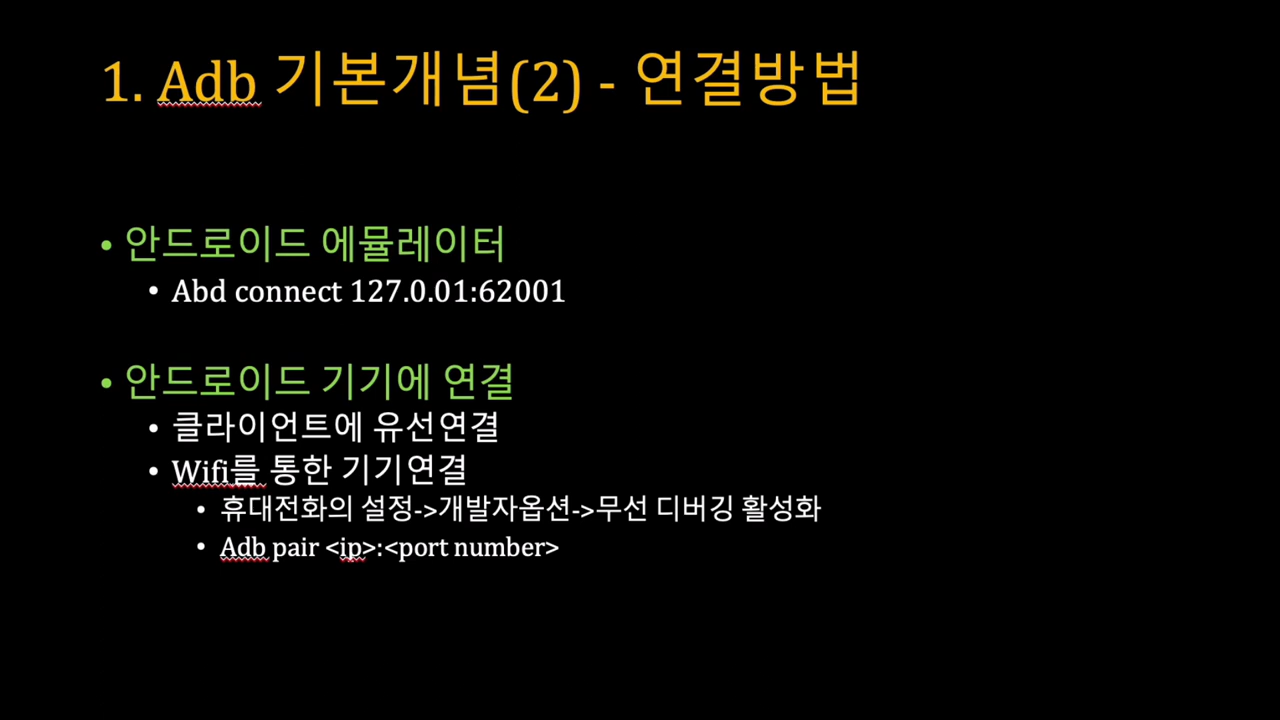 1. Adb 기본개념(2) - 연결방법
• 안드로이드 에뮬레이터
• Abd connect 127.0.01:62001
• 안드로이드 기기에 연결
• 클라이언트에 유선연결
• Wifi를 통한 기기연결
• 휴대전화의 설정->개발자옵션->무선 디버깅 활성화
• Adb pair <ip>:<port number>